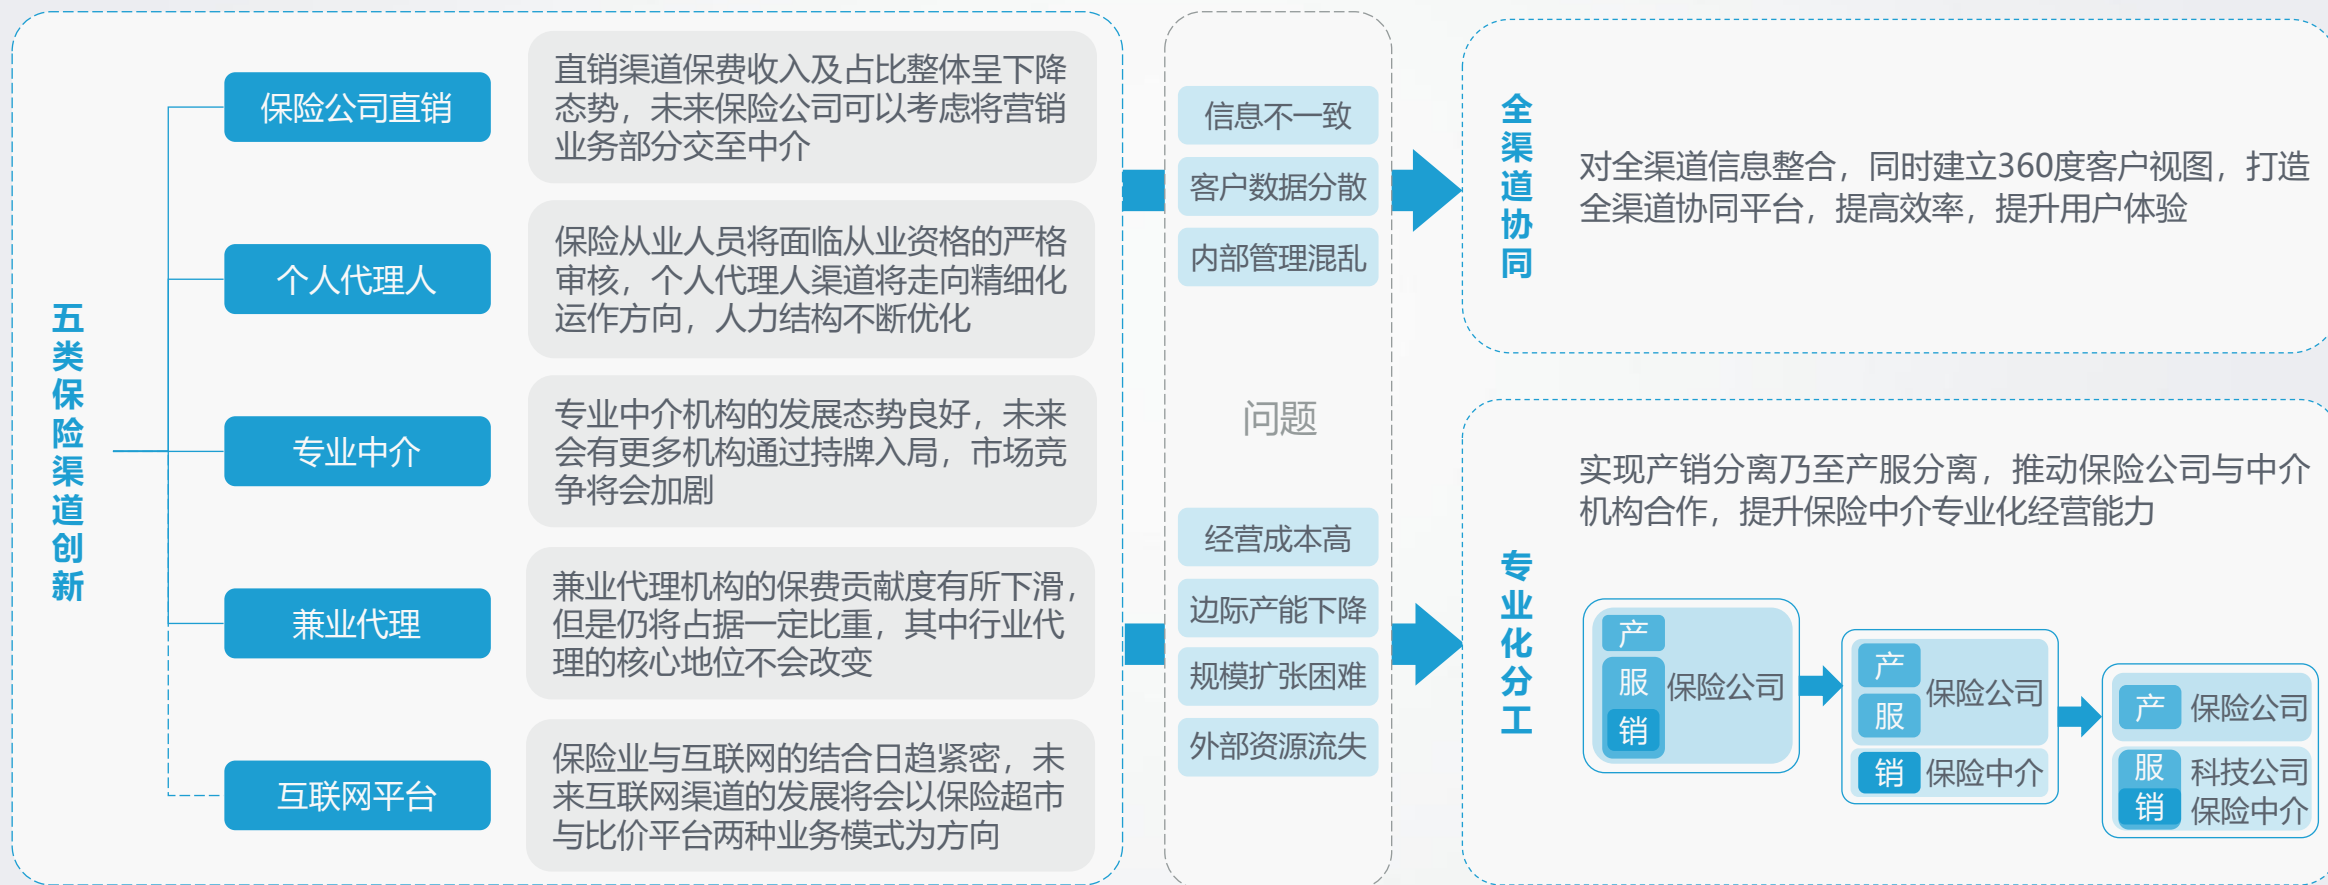 五类保险渠道创新
保险公司直销
直销渠道保费收入及占比整体呈下降
态势，未来保险公司可以考虑将营销
业务部分交至中介
个人代理人
保险从业人员将面临从业资格的严格
审核，个人代理人渠道将走向精细化
运作方向，人力结构不断优化
专业中介
专业中介机构的发展态势良好，未来
会有更多机构通过持牌入局，市场竞
争将会加剧
兼业代理
兼业代理机构的保费贡献度有所下滑，
但是仍将占据一定比重，其中行业代
理的核心地位不会改变
互联网平台
保险业与互联网的结合日趋紧密，未
来互联网渠道的发展将会以保险超市
与比价平台两种业务模式为方向
信息不一致
客户数据分散
内部管理混乱
问题
经营成本高
边际产能下降
规模扩张困难
外部资源流失
全渠道协同
对全渠道信息整合，同时建立360度客户视图，打造
全渠道协同平台，提高效率，提升用户体验
专业化分工
实现产销分离乃至产服分离，推动保险公司与中介
机构合作，提升保险中介专业化经营能力
产
服
销
保险公司
产
服
保险公司
销
保险中介
产
保险公司
服
科技公司
销
保险中介